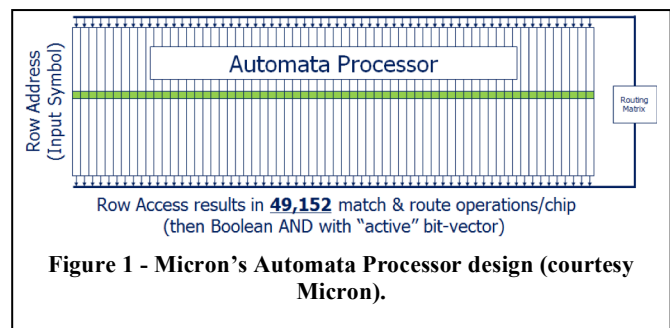 Row Address
(Input Symbol)
Automata Processor
Routing
Matrix
Row Access results in 49,152 match & route operations/chip
(then Boolean AND with “active” bit-vector)
Figure 1 - Micron’s Automata Processor design (courtesy
Micron).